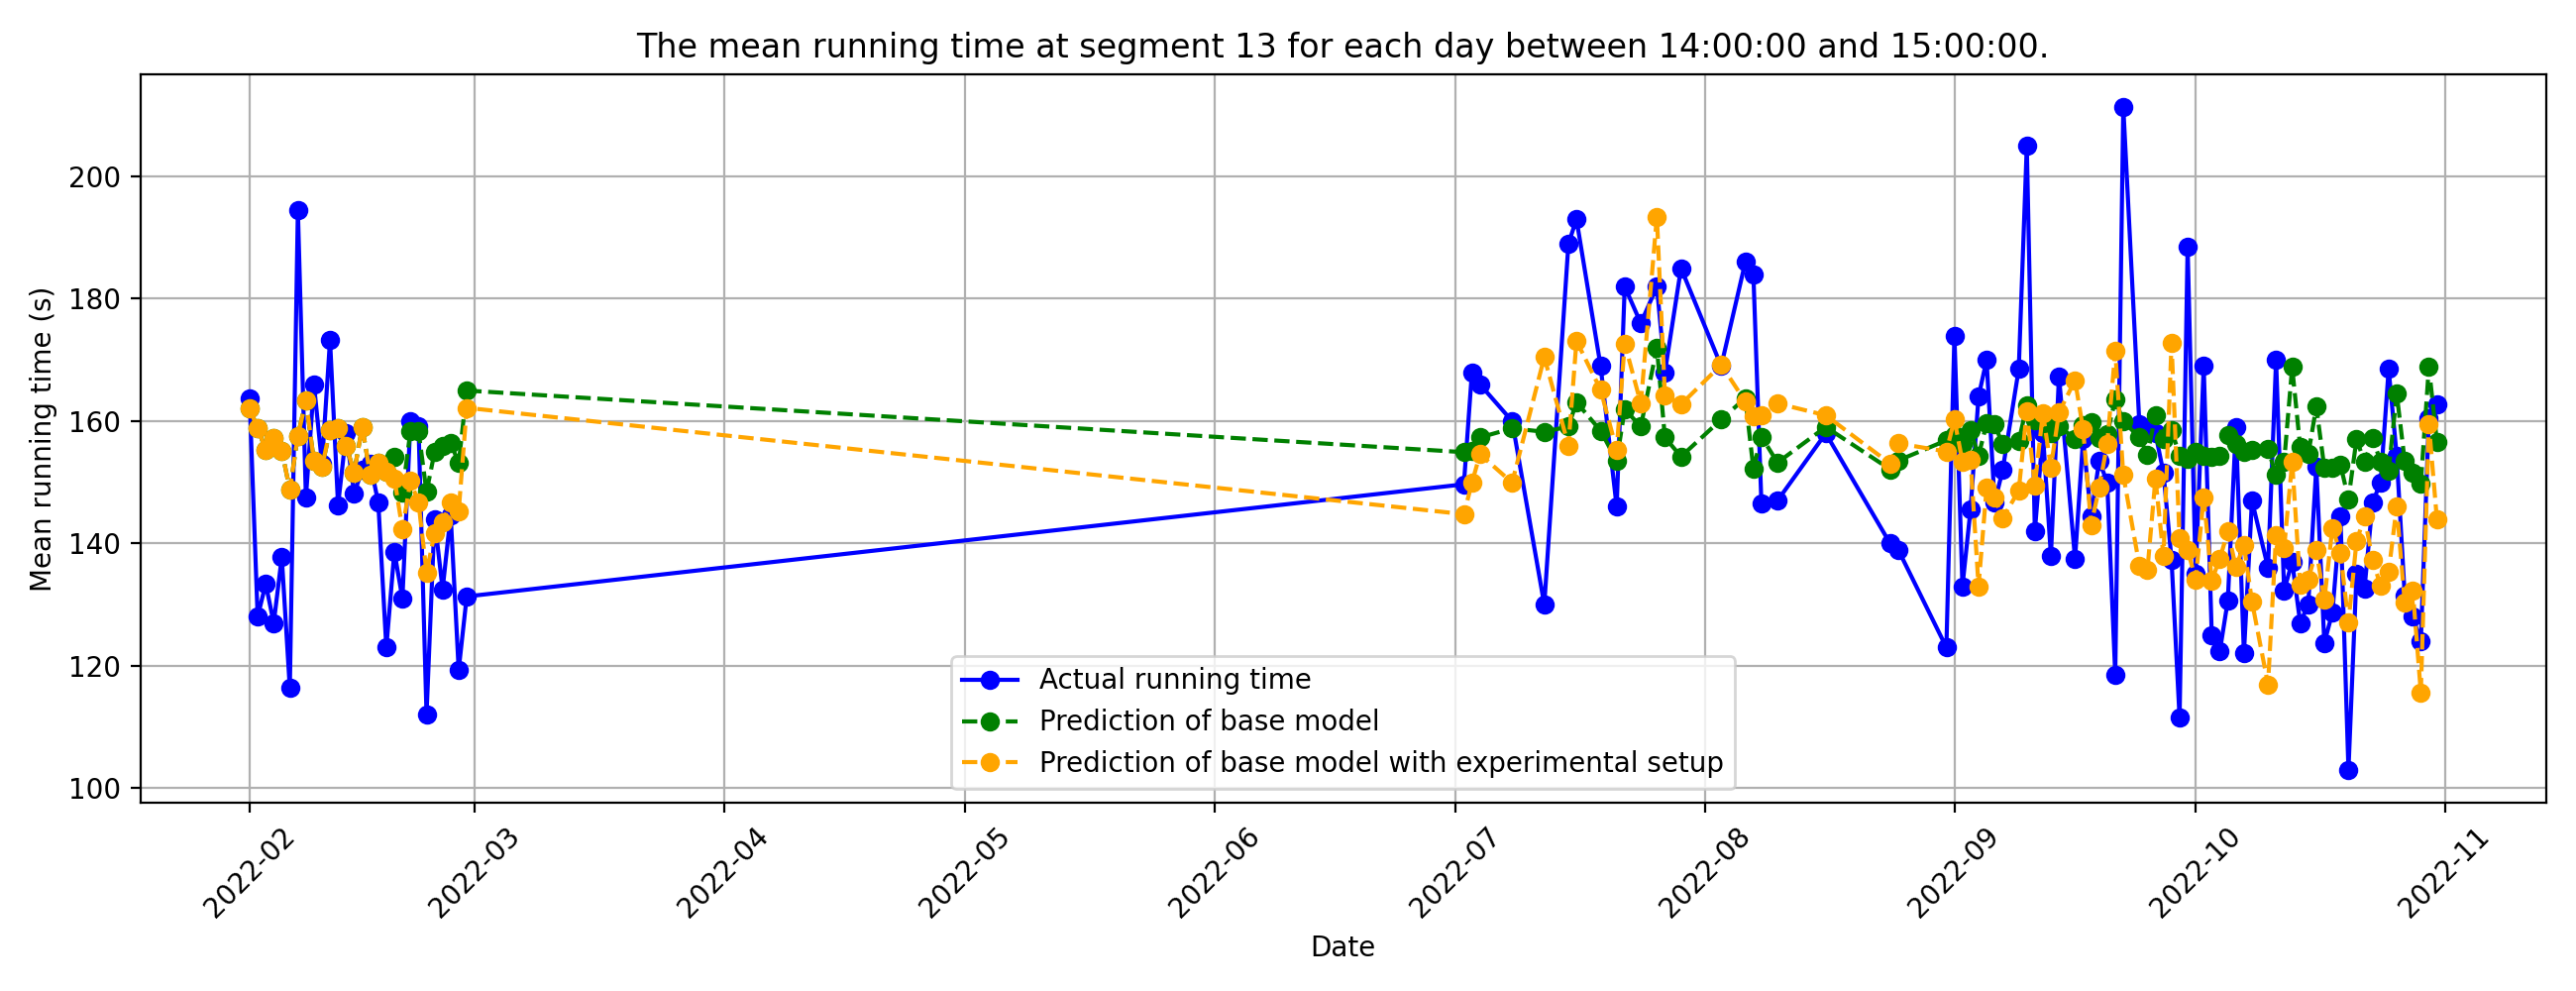 The mean running time at segment 13 for each day between 14:00:00 and 15:00:00.
Mean running time (s)
200
180
160
140
120
100
Actual running time
Prediction of base model
Prediction of base model with experimental setup
2022-02
2022-03
2022-04
2022-05
2022-06
2022-07
2022-08
2022-09
2022-10
2022-11
Date